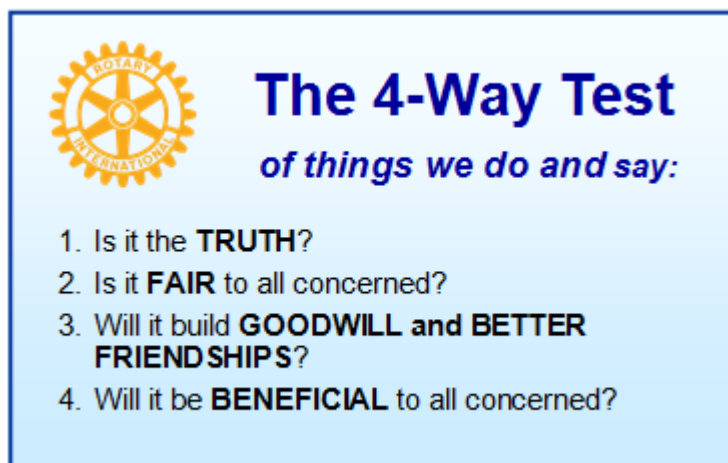 ROTARY
INTERNATIONAL
The 4-Way Test
of things we do and say:
1. Is it the TRUTH?
2. Is it FAIR to all concerned?
3. Will it build GOODWILL and BETTER
FRIENDSHIPS?
4. Will it be BENEFICIAL to all concerned?